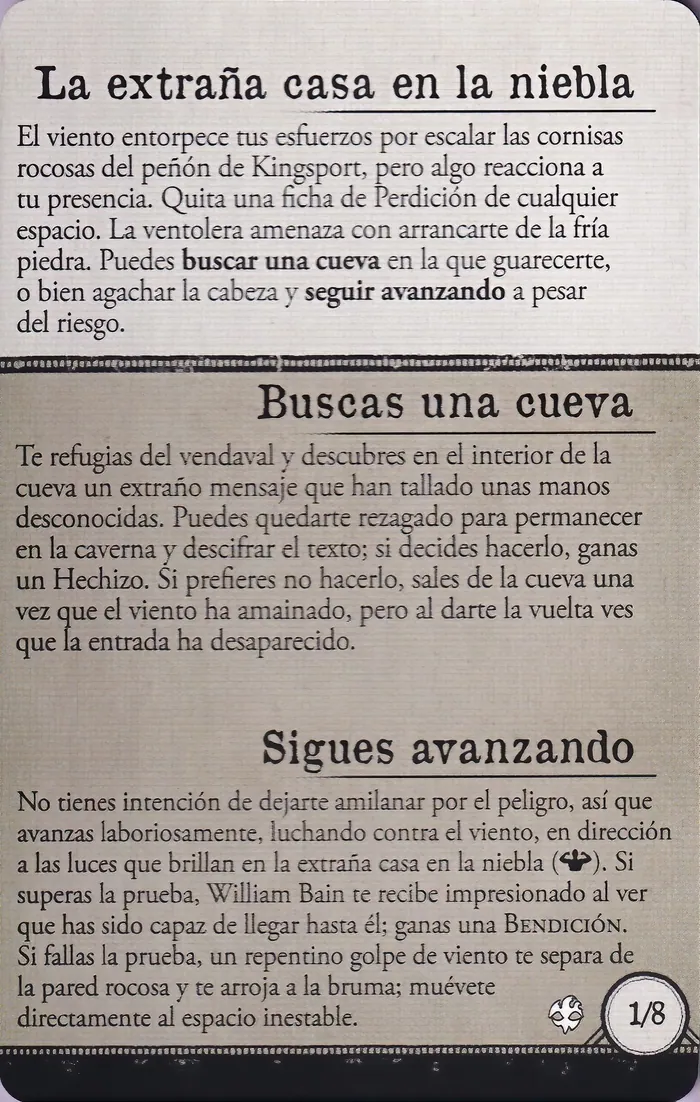 La extraña casa en la niebla
El viento entorpece tus esfuerzos por escalar las cornisas
rocosas del peñón de Kingsport, pero algo reacciona a
tu presencia. Quita una ficha de Perdición de cualquier
espacio. La ventolera amenaza con arrancarte de la fría
piedra. Puedes buscar una cueva en la que guarecerte,
o bien agachar la cabeza y seguir avanzando a pesar
del riesgo.
Buscas una cueva
Te refugias del vendaval y descubres en el interior de la
cueva un extraño mensaje que han tallado unas manos
desconocidas. Puedes quedarte rezagado para permanecer
en la caverna y descifrar el texto; si decides hacerlo, ganas
un Hechizo. Si prefieres no hacerlo, sales de la cueva una
vez que el viento ha amainado, pero al darte la vuelta ves
que la entrada ha desaparecido.
Sigues avanzando
No tienes intención de dejarte amilanar por el peligro, así que
avanzas laboriosamente, luchando contra el viento, en dirección
a las luces que brillan en la extraña casa en la niebla (). Si
superas la prueba, William Bain te recibe impresionado al ver
que has sido capaz de llegar hasta él; ganas una BENDICIÓN.
Si fallas la prueba, un repentino golpe de viento te separa de
la pared rocosa y te arroja a la bruma; muévete
directamente al espacio inestable.
1/8